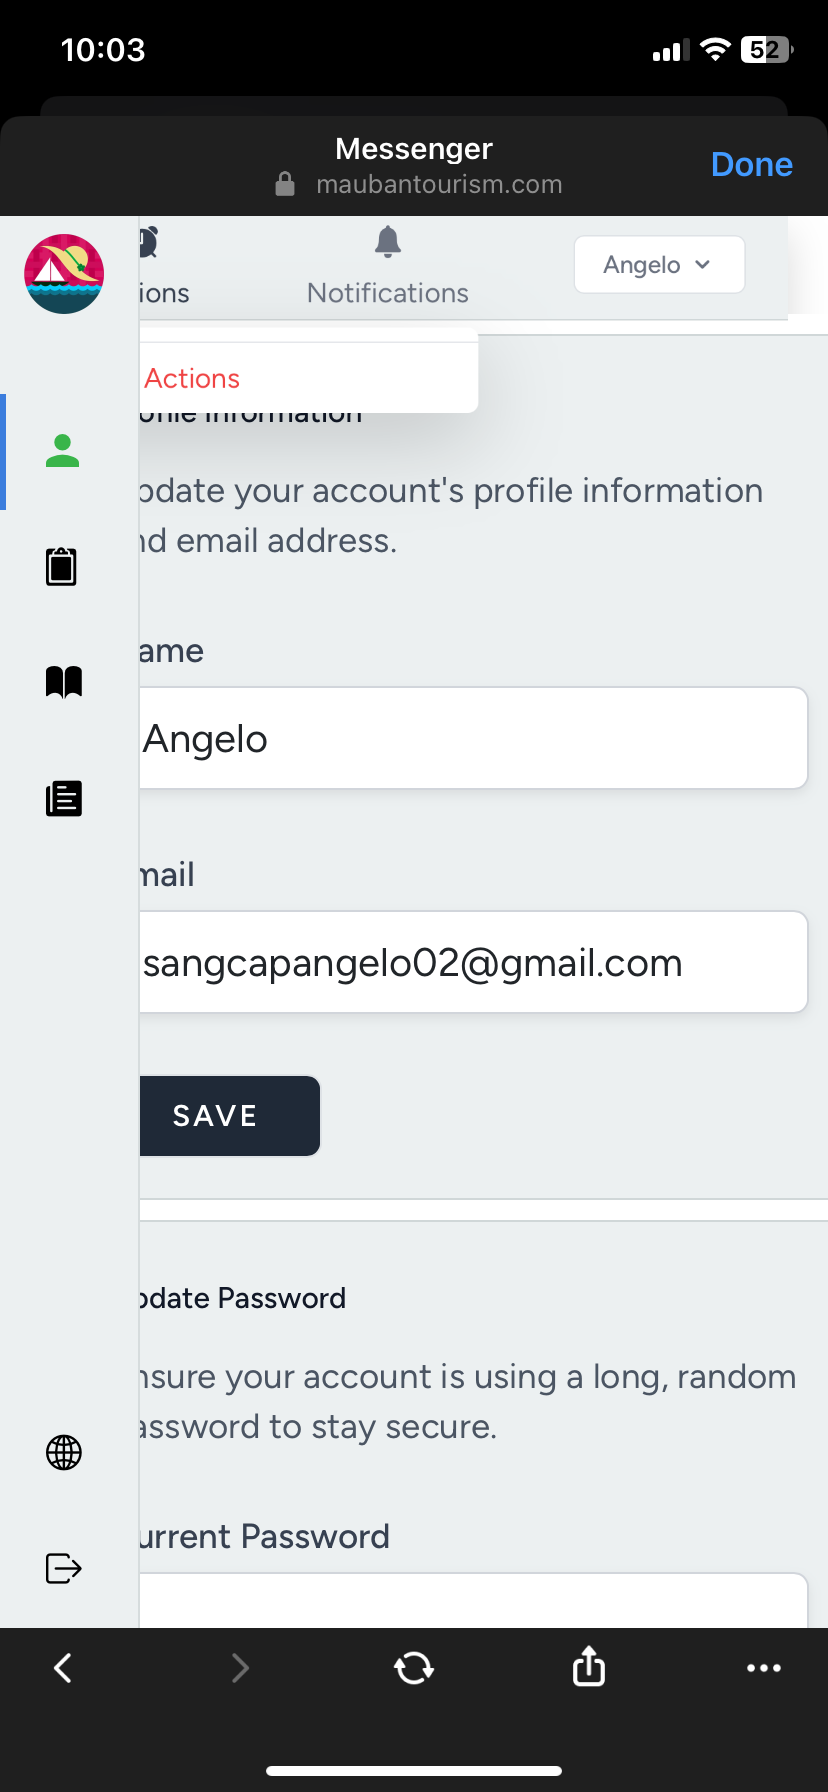 10:03
52
Messenger
maubantourism.com
Done
ions
Notifications
Angelo
Actions
ofile Information
pdate your account's profile information
nd email address.
ame
Angelo
mail
sangcapangelo02@gmail.com
SAVE
pdate Password
nsure your account is using a long, random
assword to stay secure.
urrent Password